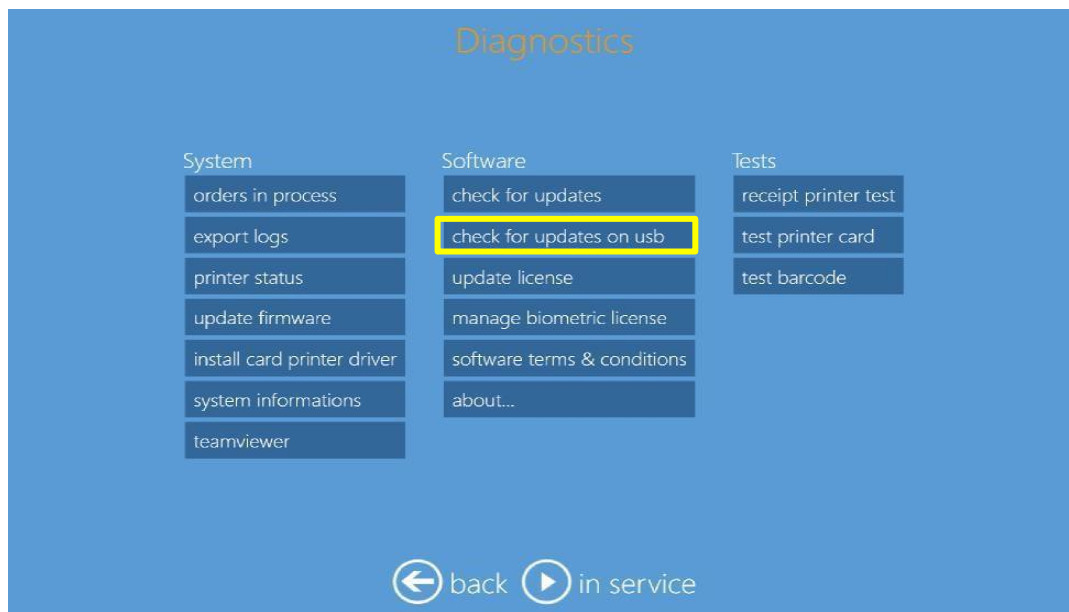 Diagnostics
System
orders in process
export logs
printer status
update firmware
install card printer driver
system informations
teamviewer
Software
check for updates
check for updates on usb
update license
manage biometric license
software terms & conditions
about...
Tests
receipt printer test
test printer card
test barcode
back in service